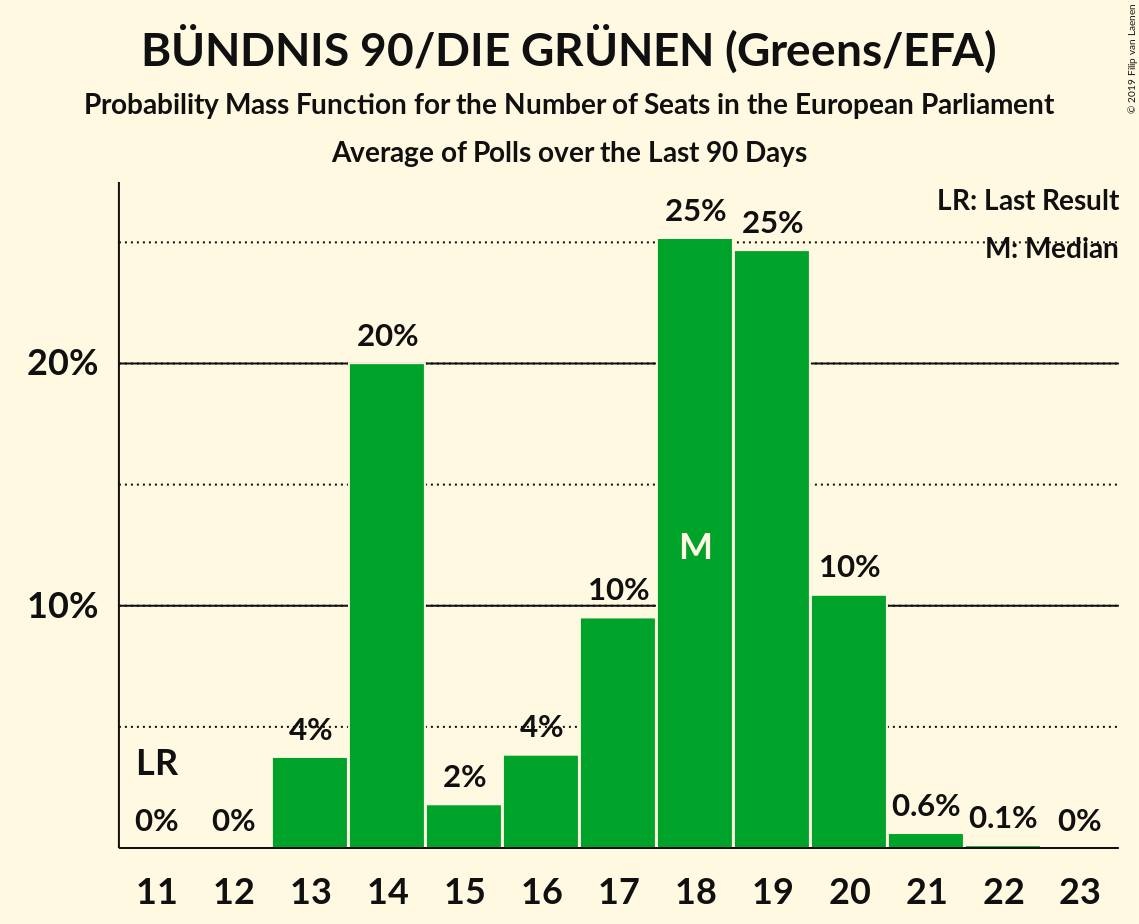 BÜNDNIS 90/DIE GRÜNEN (Greens/EFA)
Probability Mass Function for the Number of Seats in the European Parliament
Average of Polls over the Last 90 Days
© 2019 Filip van Laenen
LR: Last Result
M: Median
25%
25%
20%
20%
M
10%
10%
10%
4%
4%
LR
2%
0%
0%
0.6%
0.1%
0%
11 12 13 14 15 16 17 18 19 20 21 22 23